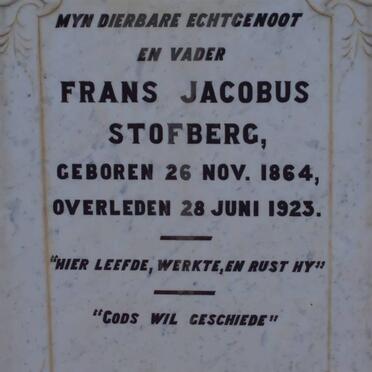 MYN DIERBARE ECHTGENOOT
EN VADER
FRANS JACOBUS
STOFBERG,
GEBOREN 26 NOV. 1864,
OVERLEDEN 28 JUNI 1923.
"HIER LEEFDE, WERKTE, EN RUST HY"
"GODS WIL GESCHIEDE"